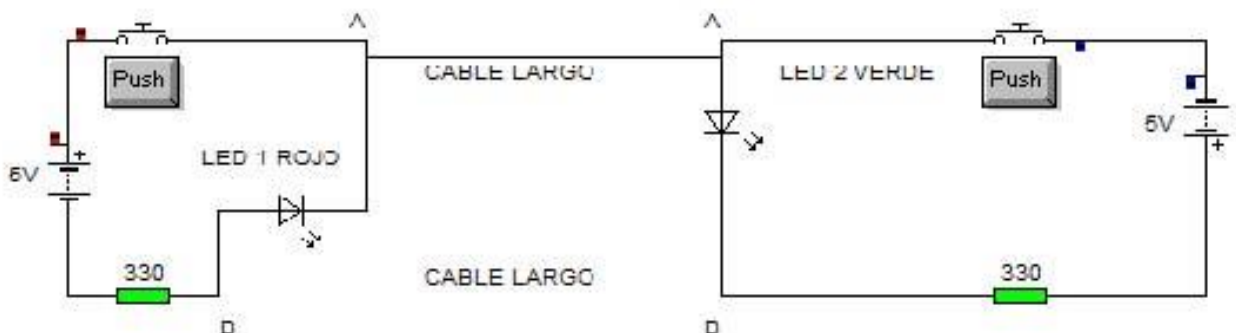 A
A
CABLE LARGO
LED 2 VERDE
Push
Push
5V
LED 1 ROJO
+
5V
+
330
CABLE LARGO
330